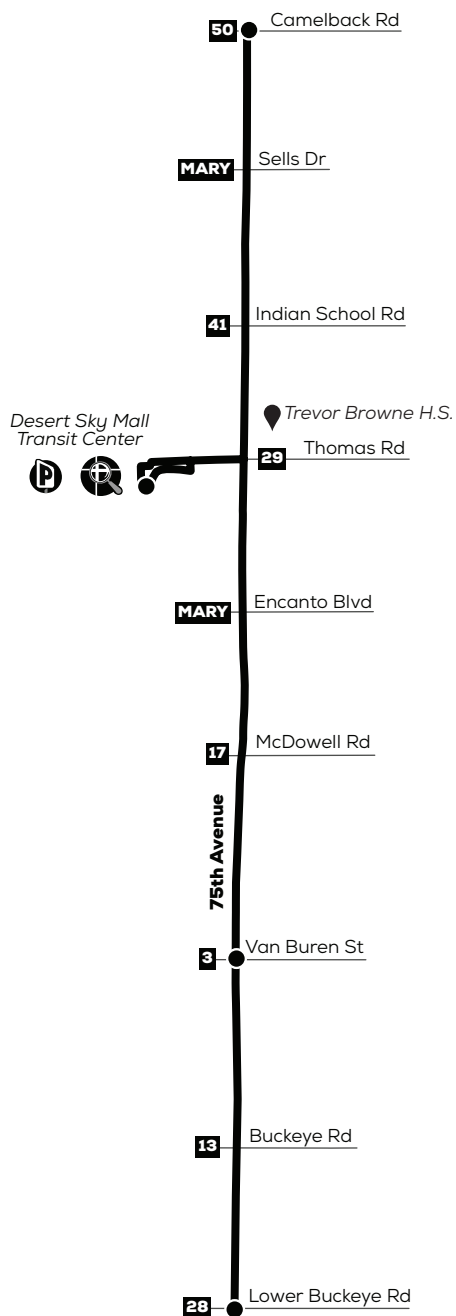 50
Camelback Rd
MARY
Sells Dr
41
Indian School Rd
Trevor Browne H.S.
Desert Sky Mall
Transit Center
P
29
Thomas Rd
MARY
Encanto Blvd
17
McDowell Rd
75th Avenue
3
Van Buren St
13
Buckeye Rd
28
Lower Buckeye Rd